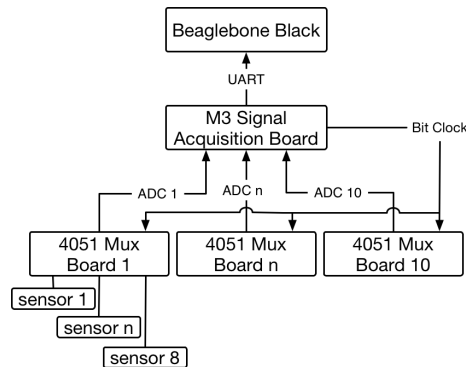 Beaglebone Black
UART
M3 Signal
Acquisition Board
Bit Clock
ADC 1
ADC n
ADC 10
4051 Mux
Board 1
4051 Mux
Board n
4051 Mux
Board 10
sensor 1
sensor n
sensor 8